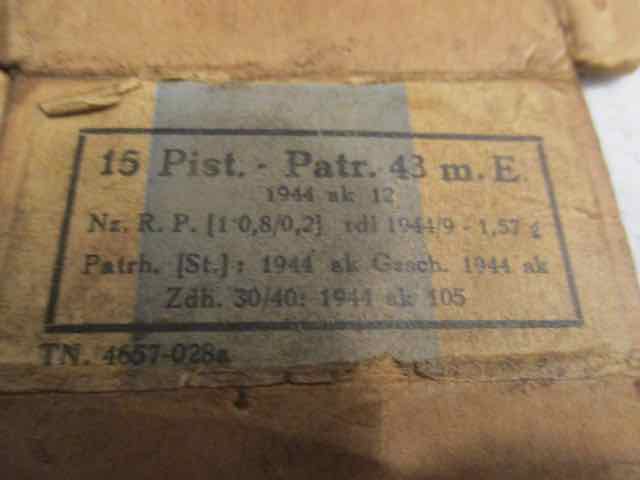 15 Pist. - Patr. 43 m. E.
1944 ak 12
Nz. R. P. [1·0,8/0,2] rdl 1944/9 - 1,57 g
Patrh. [St.]: 1944 ak Gesch. 1944 ak
Zdh. 30/40: 1944 ak 105
TN. 4657-028a